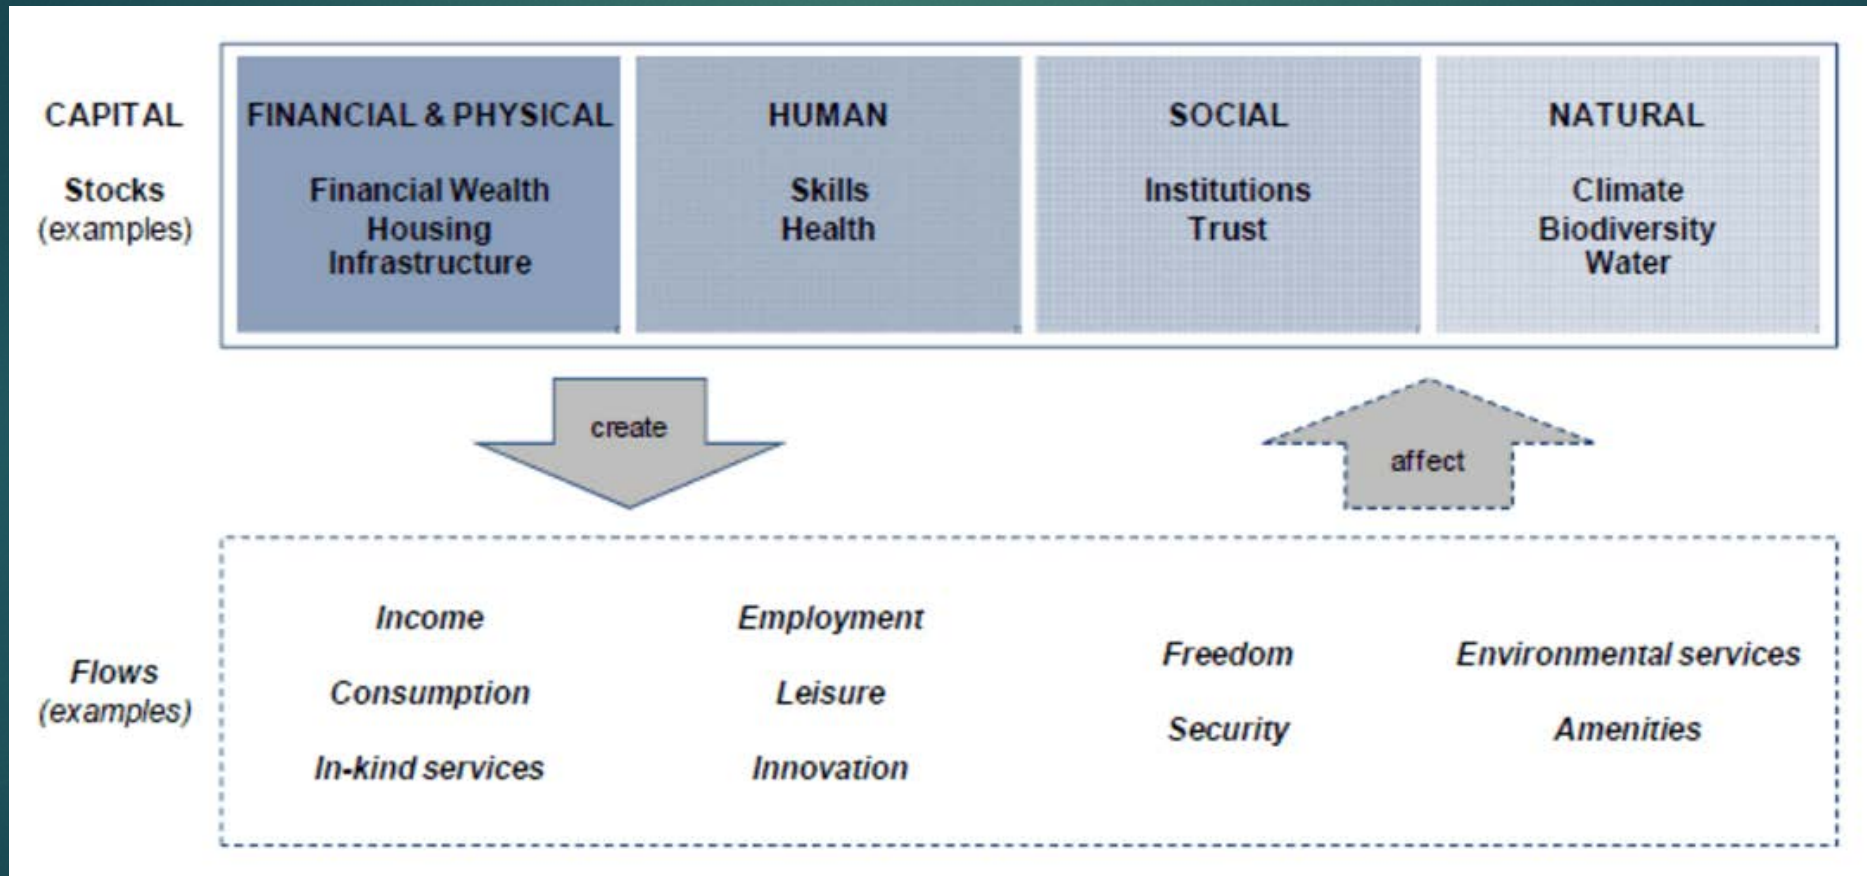 CAPITAL
FINANCIAL & PHYSICAL
HUMAN
SOCIAL
NATURAL
Stocks
(examples)
Financial Wealth
Housing
Infrastructure
Skills
Health
Institutions
Trust
Climate
Biodiversity
Water
create
affect
Flows
(examples)
Income
Consumption
In-kind services
Employment
Leisure
Innovation
Freedom
Security
Environmental services
Amenities